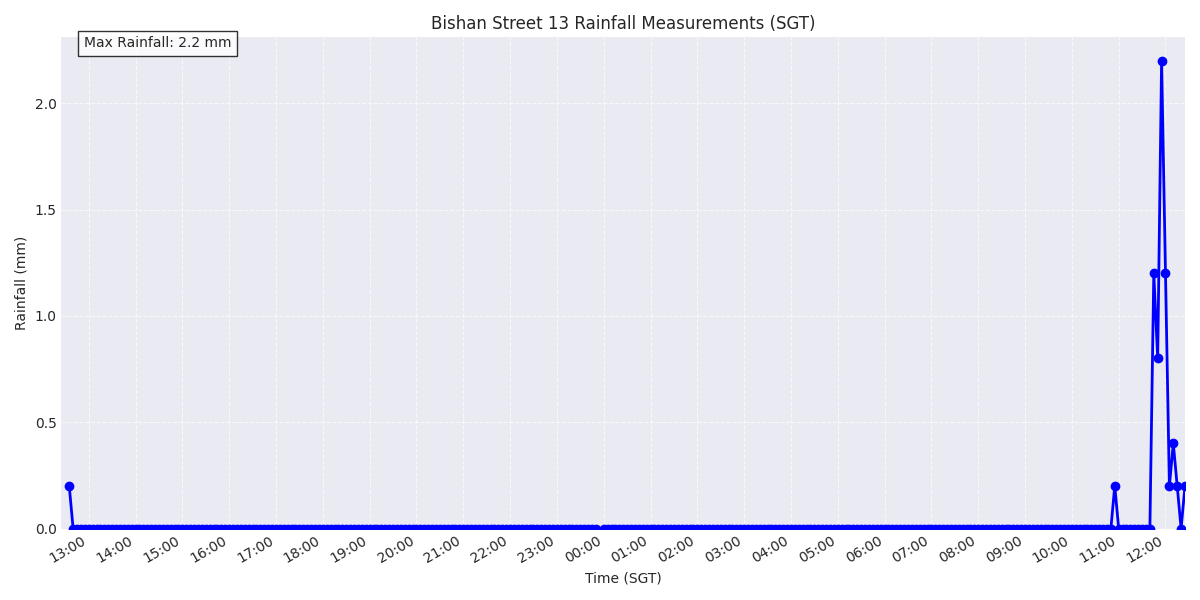 Bishan Street 13 Rainfall Measurements (SGT)
Max Rainfall: 2.2 mm
Rainfall (mm)
2.0
1.5
1.0
0.5
0.0
13:00 14:00 15:00 16:00 17:00 18:00 19:00 20:00 21:00 22:00 23:00 00:00 01:00 02:00 03:00 04:00 05:00 06:00 07:00 08:00 09:00 10:00 11:00 12:00
Time (SGT)